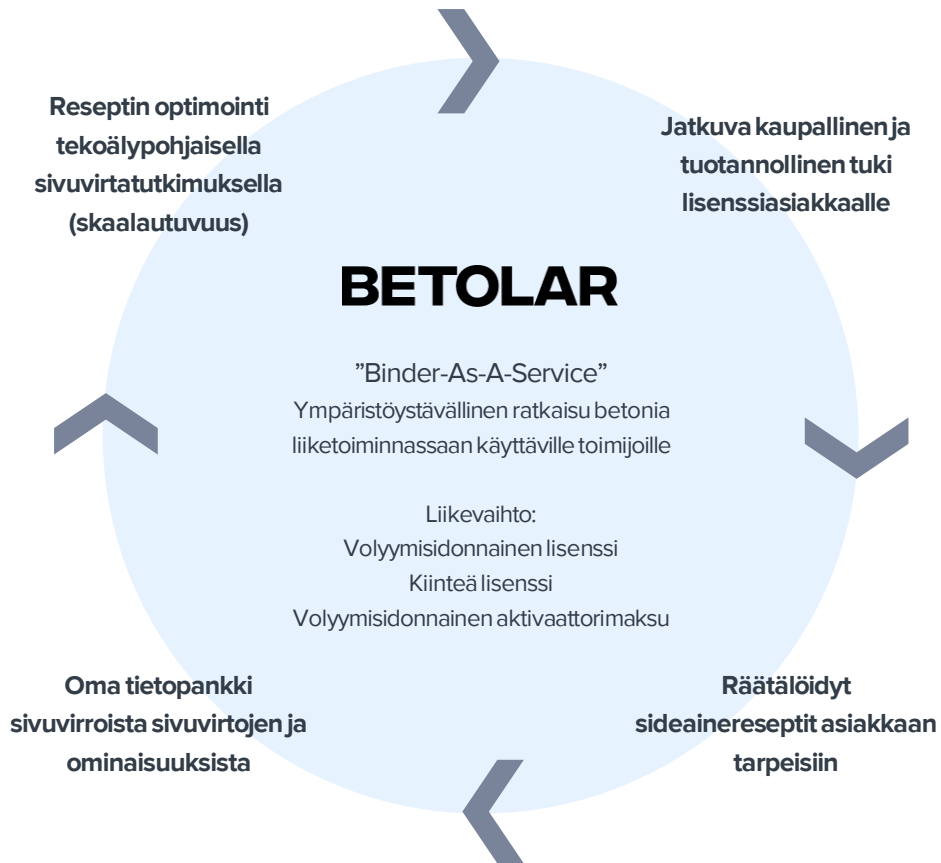 Reseptin optimointi
tekoälypohjaisella
sivuvirtatutkimuksella
(skaalautuvuus)
Jatkuva kaupallinen ja
tuotannollinen tuki
lisenssiasiakkaalle
BETOLAR
”Binder-As-A-Service”
Ympäristöystävällinen ratkaisu betonia
liiketoiminnassaan käyttäville toimijoille
Liikevaihto:
Volyymisidonnainen lisenssi
Kiinteä lisenssi
Volyymisidonnainen aktivaattorimaksu
Oma tietopankki
sivuvirroista sivuvirtojen ja
ominaisuuksista
Räätälöidyt
sideainereseptit asiakkaan
tarpeisiin